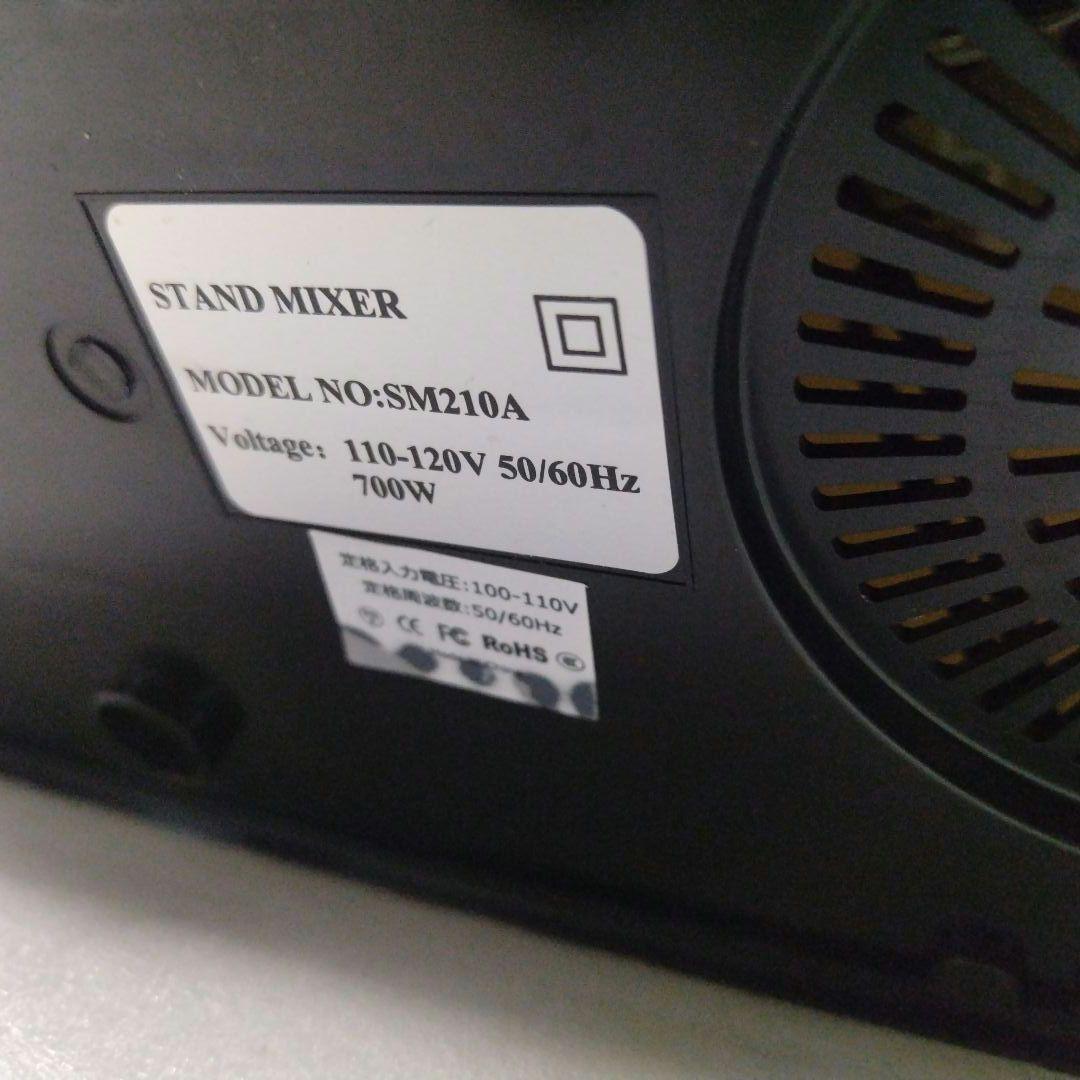 STAND MIXER
MODEL NO:SM210A
Voltage: 110-120V 50/60Hz
700W
定格入力電圧:100-110V
定格周波数:50/60Hz
CE FC RoHS